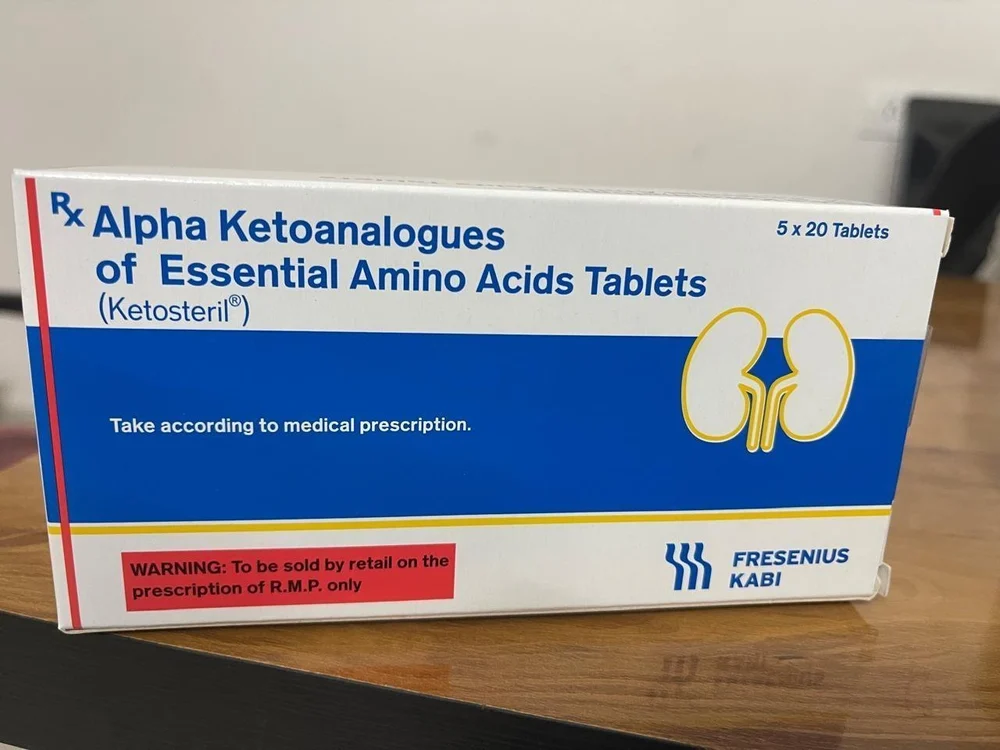 Rx Alpha Ketoanalogues
of Essential Amino Acids Tablets
(Ketosteril®)
5 x 20 Tablets
Take according to medical prescription.
WARNING: To be sold by retail on the
prescription of R.M.P. only
FRESENIUS
KABI